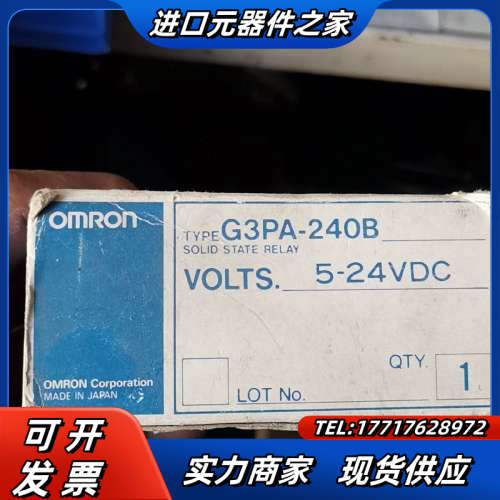 进口元器件之家
OMRON
TYPE G3PA-240B
SOLID STATE RELAY
VOLTS. 5-24VDC
QTY. 1
LOT No.
OMRON Corporation
MADE IN JAPAN
TEL:17717628972
可开
发票
实力商家 现货供应